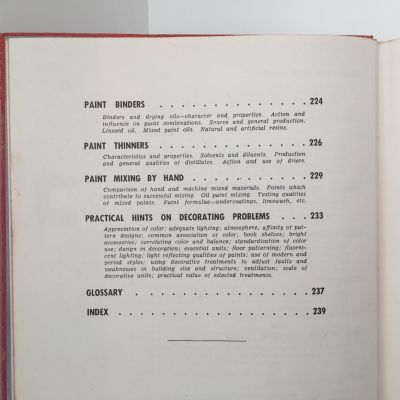 PAINT BINDERS . . . . . . . . . . . . . . 224
Binders and drying oils—character and properties. Action and
influence on paint combinations. Source and general production.
Linseed oil. Mixed paint oils. Natural and artificial resins.
PAINT THINNERS . . . . . . . . . . . . . 226
Characteristics and properties. Solvents and diluents. Production
and general qualities of distillates. Action and use of driers.
PAINT MIXING BY HAND . . . . . . . . . . 229
Comparison of hand and machine mixed materials. Points which
contribute to successful mixing. Oil paint mixing. Testing qualities
of mixed paints. Paint formulae—undercoatings, limewash, etc.
PRACTICAL HINTS ON DECORATING PROBLEMS . . . 233
Appreciation of color; adequate lighting; atmosphere; affinity of pat-
tern designs; common association of color; book shelves; bright
accessories; correlating color and balance; standardization of color
use; design in decoration; essential units; floor patterning; fluores-
cent lighting; light reflecting qualities of paints; use of modern and
period styles; using decorative treatments to adjust faults and
weaknesses in building size and structure; ventilation; scale of
decorative units; practical value of selected treatments.
GLOSSARY . . . . . . . . . . . . . . . . 237
INDEX . . . . . . . . . . . . . . . . . . 239